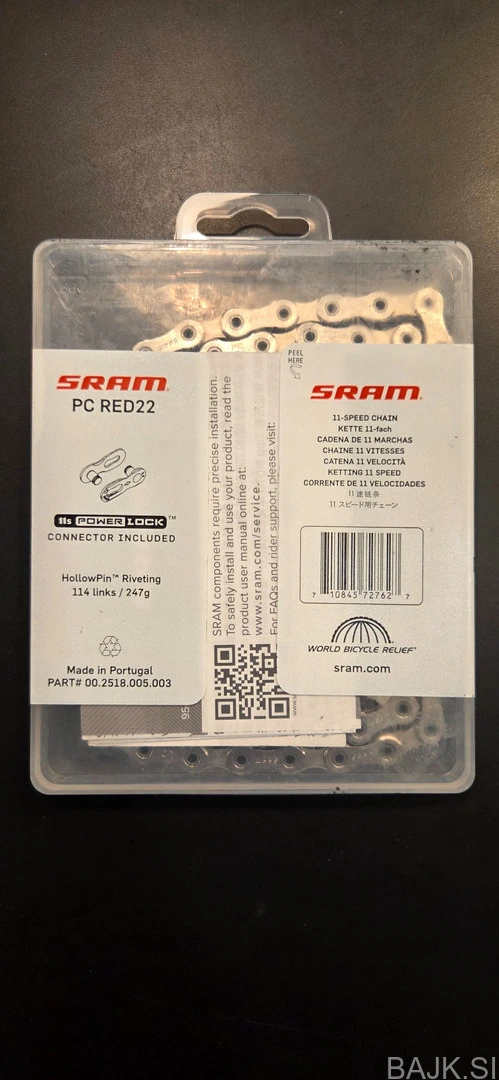 SRAM
PC RED22
11s POWER LOCK™
CONNECTOR INCLUDED
HollowPin™ Riveting
114 links / 247g
Made in Portugal
PART# 00.2518.005.003
SRAM components require precise installation.
To safely install and use your product, read the
product user manual online at:
www.sram.com/service.
For FAQs and rider support, please visit:
95
PEEL
HERE
SRAM
11-SPEED CHAIN
KETTE 11-fach
CADENA DE 11 MARCHAS
CHAINE 11 VITESSES
CATENA 11 VELOCITÀ
KETTING 11 SPEED
CORRENTE DE 11 VELOCIDADES
11 速链条
11 スピード用チェーン
7 10845 72762 7
WORLD BICYCLE RELIEF®
sram.com
BAJK.SI